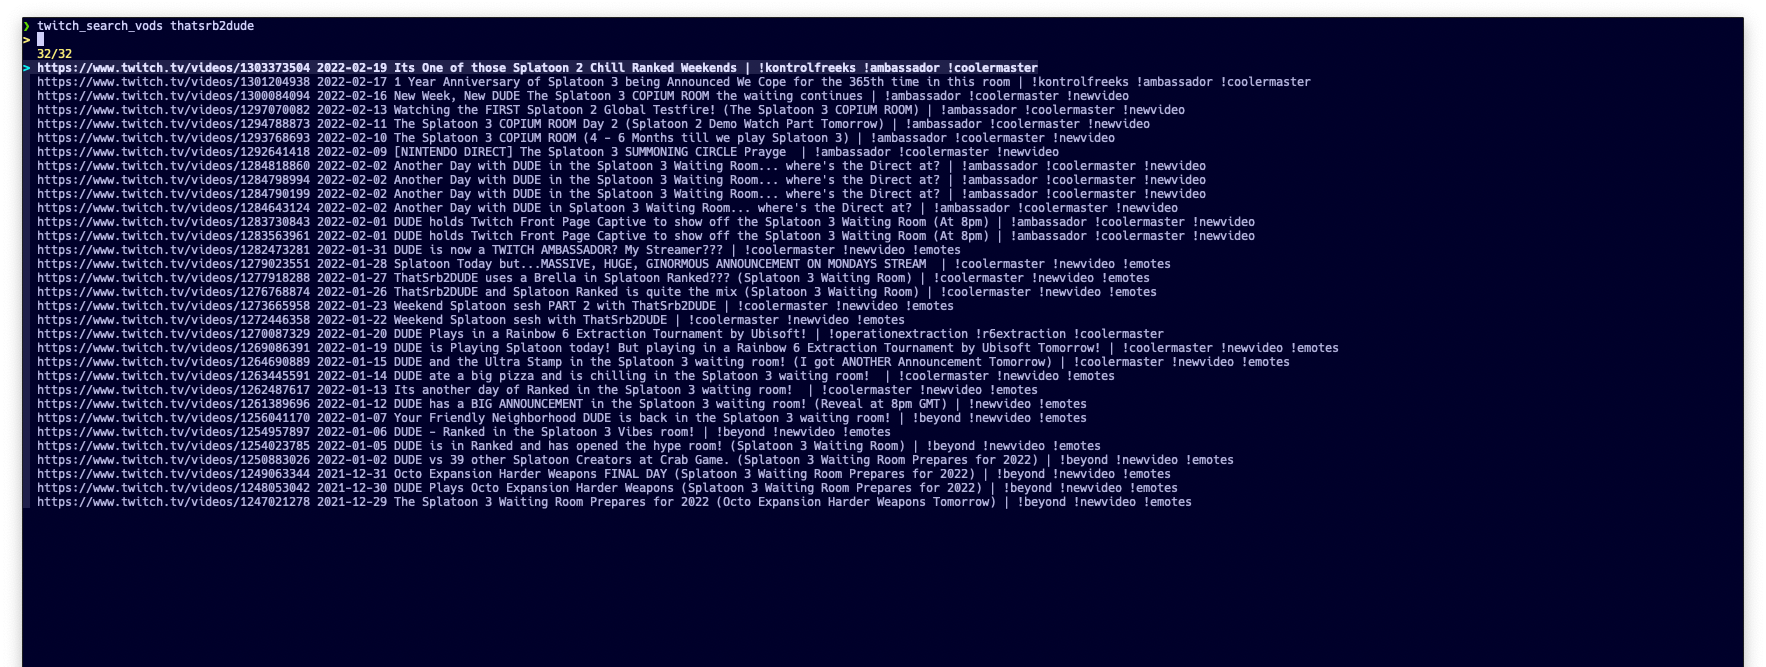 ❯ twitch_search_vods thatsrb2dude
>
32/32
> https://www.twitch.tv/videos/1303373504 2022-02-19 Its One of those Splatoon 2 Chill Ranked Weekends | !kontrolfreeks !ambassador !coolermaster
https://www.twitch.tv/videos/1301204938 2022-02-17 1 Year Anniversary of Splatoon 3 being Announced We Cope for the 365th time in this room | !kontrolfreeks !ambassador !coolermaster
https://www.twitch.tv/videos/1300084094 2022-02-16 New Week, New DUDE The Splatoon 3 COPIUM ROOM the waiting continues | !ambassador !coolermaster !newvideo
https://www.twitch.tv/videos/1297070082 2022-02-13 Watching the FIRST Splatoon 2 Global Testfire! (The Splatoon 3 COPIUM ROOM) | !ambassador !coolermaster !newvideo
https://www.twitch.tv/videos/1294788873 2022-02-11 The Splatoon 3 COPIUM ROOM Day 2 (Splatoon 2 Demo Watch Part Tomorrow) | !ambassador !coolermaster !newvideo
https://www.twitch.tv/videos/1293768693 2022-02-10 The Splatoon 3 COPIUM ROOM (4 - 6 Months till we play Splatoon 3) | !ambassador !coolermaster !newvideo
https://www.twitch.tv/videos/1292641418 2022-02-09 [NINTENDO DIRECT] The Splatoon 3 SUMMONING CIRCLE Prayge  | !ambassador !coolermaster !newvideo
https://www.twitch.tv/videos/1284818860 2022-02-02 Another Day with DUDE in the Splatoon 3 Waiting Room... where's the Direct at? | !ambassador !coolermaster !newvideo
https://www.twitch.tv/videos/1284798994 2022-02-02 Another Day with DUDE in the Splatoon 3 Waiting Room... where's the Direct at? | !ambassador !coolermaster !newvideo
https://www.twitch.tv/videos/1284790199 2022-02-02 Another Day with DUDE in the Splatoon 3 Waiting Room... where's the Direct at? | !ambassador !coolermaster !newvideo
https://www.twitch.tv/videos/1284643124 2022-02-02 Another Day with DUDE in Splatoon 3 Waiting Room... where's the Direct at? | !ambassador !coolermaster !newvideo
https://www.twitch.tv/videos/1283730843 2022-02-01 DUDE holds Twitch Front Page Captive to show off the Splatoon 3 Waiting Room (At 8pm) | !ambassador !coolermaster !newvideo
https://www.twitch.tv/videos/1283563961 2022-02-01 DUDE holds Twitch Front Page Captive to show off the Splatoon 3 Waiting Room (At 8pm) | !ambassador !coolermaster !newvideo
https://www.twitch.tv/videos/1282473281 2022-01-31 DUDE is now a TWITCH AMBASSADOR? My Streamer??? | !coolermaster !newvideo !emotes
https://www.twitch.tv/videos/1279023551 2022-01-28 Splatoon Today but...MASSIVE, HUGE, GINORMOUS ANNOUNCEMENT ON MONDAYS STREAM  | !coolermaster !newvideo !emotes
https://www.twitch.tv/videos/1277918288 2022-01-27 ThatSrb2DUDE uses a Brella in Splatoon Ranked??? (Splatoon 3 Waiting Room) | !coolermaster !newvideo !emotes
https://www.twitch.tv/videos/1276768874 2022-01-26 ThatSrb2DUDE and Splatoon Ranked is quite the mix (Splatoon 3 Waiting Room) | !coolermaster !newvideo !emotes
https://www.twitch.tv/videos/1273665958 2022-01-23 Weekend Splatoon sesh PART 2 with ThatSrb2DUDE | !coolermaster !newvideo !emotes
https://www.twitch.tv/videos/1272446358 2022-01-22 Weekend Splatoon sesh with ThatSrb2DUDE | !coolermaster !newvideo !emotes
https://www.twitch.tv/videos/1270087329 2022-01-20 DUDE Plays in a Rainbow 6 Extraction Tournament by Ubisoft! | !operationextraction !r6extraction !coolermaster
https://www.twitch.tv/videos/1269086391 2022-01-19 DUDE is Playing Splatoon today! But playing in a Rainbow 6 Extraction Tournament by Ubisoft Tomorrow! | !coolermaster !newvideo !emotes
https://www.twitch.tv/videos/1264690889 2022-01-15 DUDE and the Ultra Stamp in the Splatoon 3 waiting room! (I got ANOTHER Announcement Tomorrow) | !coolermaster !newvideo !emotes
https://www.twitch.tv/videos/1263445591 2022-01-14 DUDE ate a big pizza and is chilling in the Splatoon 3 waiting room!  | !coolermaster !newvideo !emotes
https://www.twitch.tv/videos/1262487617 2022-01-13 Its another day of Ranked in the Splatoon 3 waiting room!  | !coolermaster !newvideo !emotes
https://www.twitch.tv/videos/1261389696 2022-01-12 DUDE has a BIG ANNOUNCEMENT in the Splatoon 3 waiting room! (Reveal at 8pm GMT) | !newvideo !emotes
https://www.twitch.tv/videos/1256041170 2022-01-07 Your Friendly Neighborhood DUDE is back in the Splatoon 3 waiting room! | !beyond !newvideo !emotes
https://www.twitch.tv/videos/1254957897 2022-01-06 DUDE - Ranked in the Splatoon 3 Vibes room! | !beyond !newvideo !emotes
https://www.twitch.tv/videos/1254023785 2022-01-05 DUDE is in Ranked and has opened the hype room! (Splatoon 3 Waiting Room) | !beyond !newvideo !emotes
https://www.twitch.tv/videos/1250883026 2022-01-02 DUDE vs 39 other Splatoon Creators at Crab Game. (Splatoon 3 Waiting Room Prepares for 2022) | !beyond !newvideo !emotes
https://www.twitch.tv/videos/1249063344 2021-12-31 Octo Expansion Harder Weapons FINAL DAY (Splatoon 3 Waiting Room Prepares for 2022) | !beyond !newvideo !emotes
https://www.twitch.tv/videos/1248053042 2021-12-30 DUDE Plays Octo Expansion Harder Weapons (Splatoon 3 Waiting Room Prepares for 2022) | !beyond !newvideo !emotes
https://www.twitch.tv/videos/1247021278 2021-12-29 The Splatoon 3 Waiting Room Prepares for 2022 (Octo Expansion Harder Weapons Tomorrow) | !beyond !newvideo !emotes